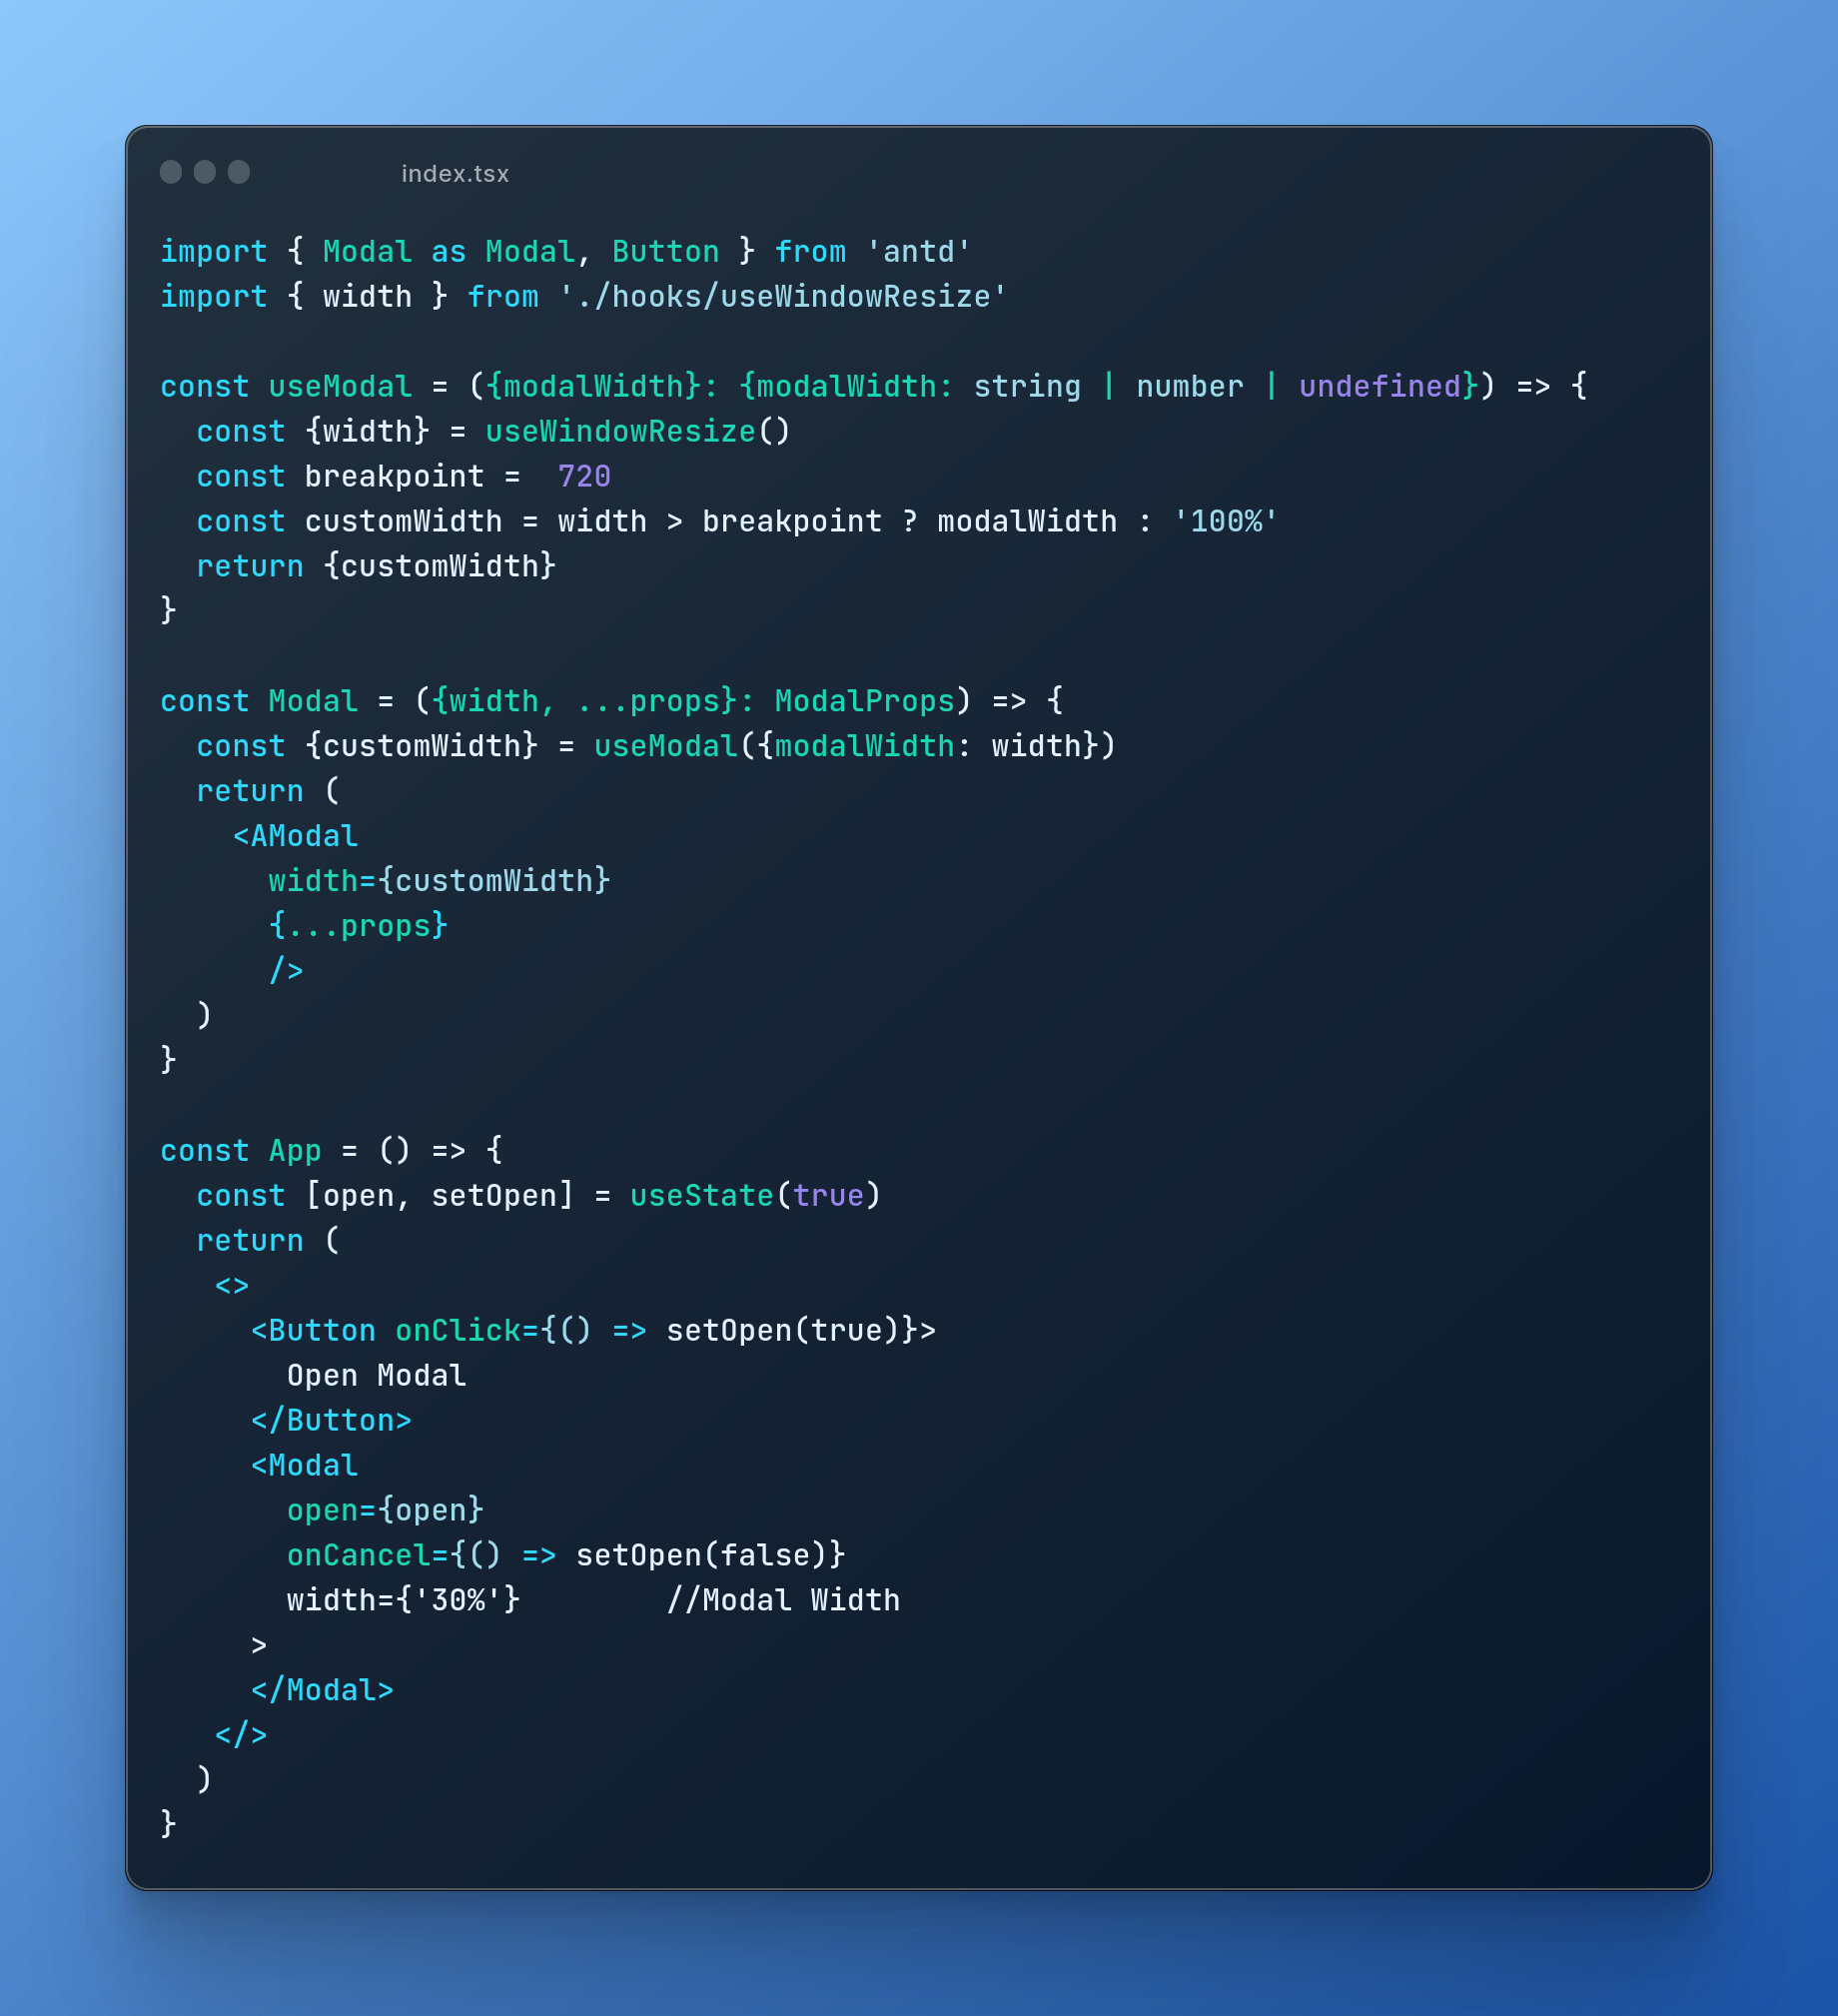 index.tsx
import { Modal as Modal, Button } from 'antd'
import { width } from './hooks/useWindowResize'
const useModal = ({modalWidth}: {modalWidth: string | number | undefined}) => {
  const {width} = useWindowResize()
  const breakpoint =  720
  const customWidth = width > breakpoint ? modalWidth : '100%'
  return {customWidth}
}
const Modal = ({width, ...props}: ModalProps) => {
  const {customWidth} = useModal({modalWidth: width})
  return (
    <AModal
      width={customWidth}
      {...props}
      />
  )
}
const App = () => {
  const [open, setOpen] = useState(true)
  return (
   <>
     <Button onClick={() => setOpen(true)}>
       Open Modal
     </Button>
     <Modal
       open={open}
       onCancel={() => setOpen(false)}
       width={'30%'}        //Modal Width
     >
     </Modal>
   </>
  )
}